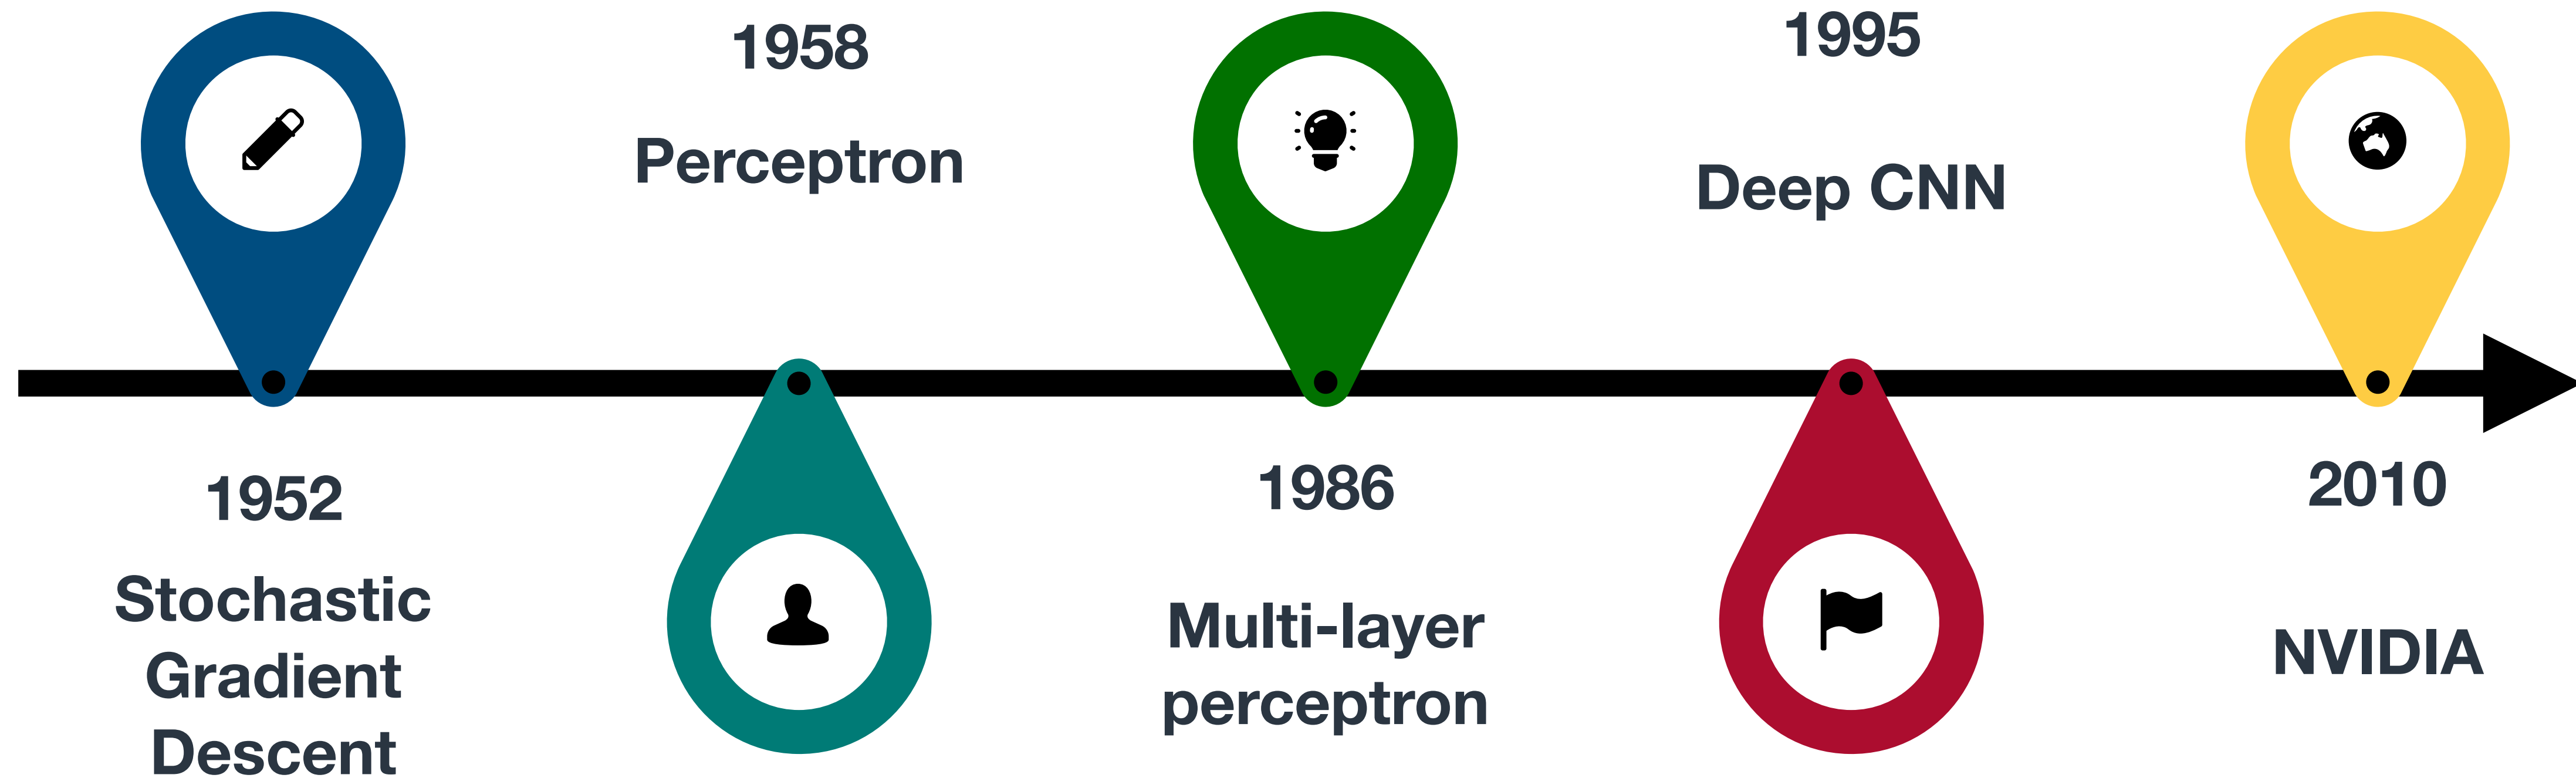 1952
Stochastic
Gradient
Descent
1958
Perceptron
1986
Multi-layer
perceptron
1995
Deep CNN
2010
NVIDIA